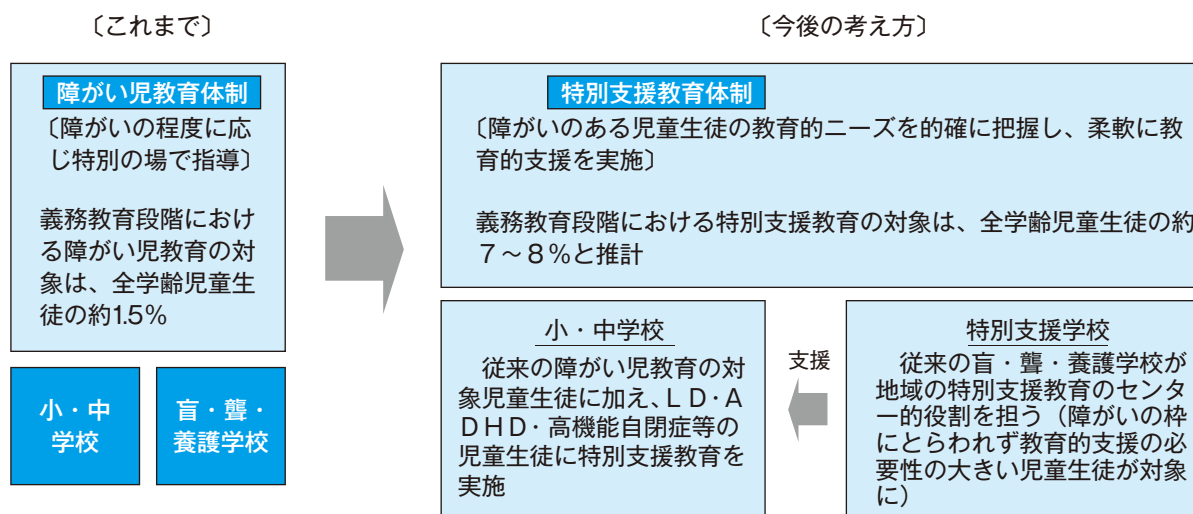 〔これまで〕
障がい児教育体制
〔障がいの程度に応
じ特別の場で指導〕
義務教育段階におけ
る障がい児教育の対
象は、全学齢児童生
徒の約1.5％
小・中
学校
盲・聾・
養護学校
〔今後の考え方〕
特別支援教育体制
〔障がいのある児童生徒の教育的ニーズを的確に把握し、柔軟に教
育的支援を実施〕
義務教育段階における特別支援教育の対象は、全学齢児童生徒の約
７～８％と推計
小・中学校
従来の障がい児教育の対
象児童生徒に加え、ＬＤ・Ａ
ＤＨＤ・高機能自閉症等の
児童生徒に特別支援教育を
実施
支援
特別支援学校
従来の盲・聾・養護学校が
地域の特別支援教育のセンタ
ー的役割を担う（障がいの枠
にとらわれず教育的支援の必
要性の大きい児童生徒が対象
に）